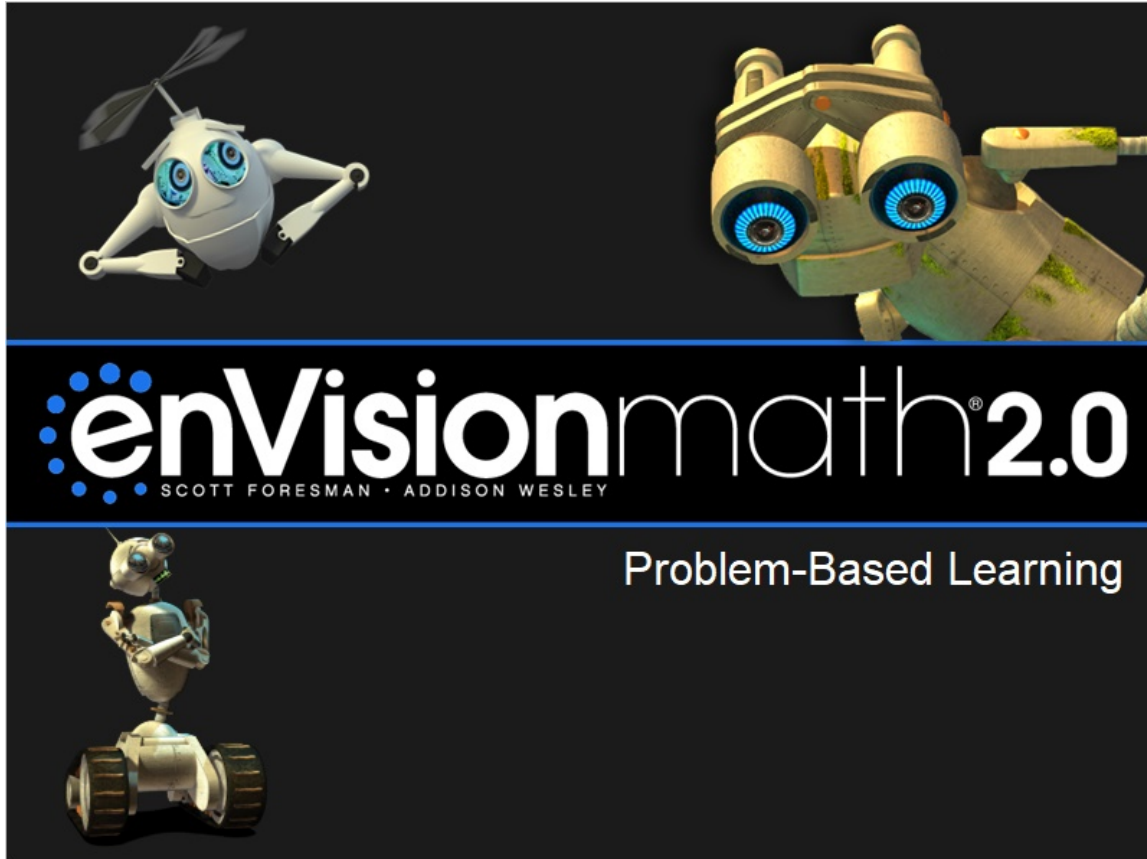 enVisionmath®2.0
SCOTT FORESMAN • ADDISON WESLEY
Problem-Based Learning